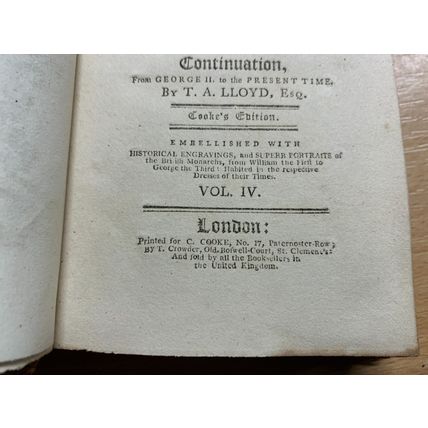 Continuation,
From GEORGE II. to the PRESENT TIME,
By T. A. LLOYD, Esq.
Cooke's Edition.
EMBELLISHED WITH
HISTORICAL ENGRAVINGS, and SUPERB PORTRAITS of
the British Monarchs, from William the First to
George the Third: Habited in the respective
Dresses of their Times.
VOL. IV.
London:
Printed for C. COOKE, No. 17, Paternoster-Row;
By T. Crowder, Old-Boswell-Court, St. Clement's:
And sold by all the Booksellers in
the United Kingdom.